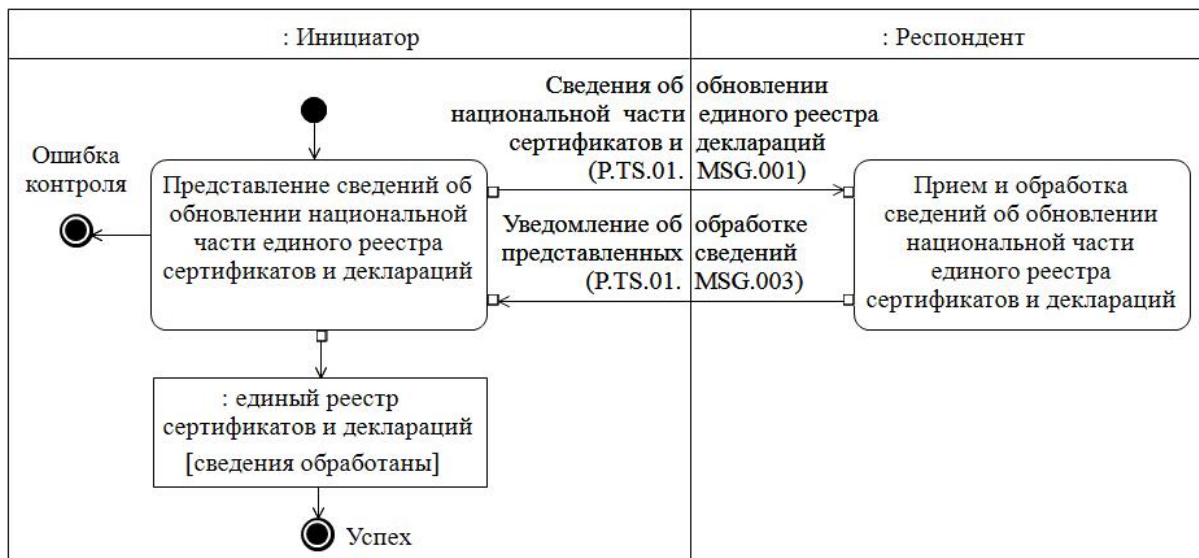 : Инициатор
: Респондент
Сведения об обновлении
национальной части единого реестра
сертификатов и деклараций
(P.TS.01. MSG.001)
Ошибка
контроля
Представление сведений об
обновлении национальной
части единого реестра
сертификатов и деклараций
Уведомление об обработке
представленных сведений
(P.TS.01. MSG.003)
Прием и обработка
сведений об обновлении
национальной части
единого реестра
сертификатов и деклараций
: единый реестр
сертификатов и деклараций
[сведения обработаны]
Успех